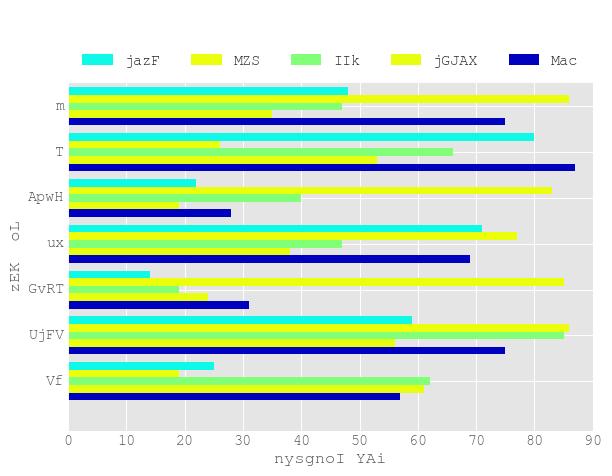 jazF MZS IIk jGJAX Mac
m
T
ApwH
ux
GvRT
UjFV
Vf
zEK oL
0 10 20 30 40 50 60 70 80 90
nysgnoI YAi